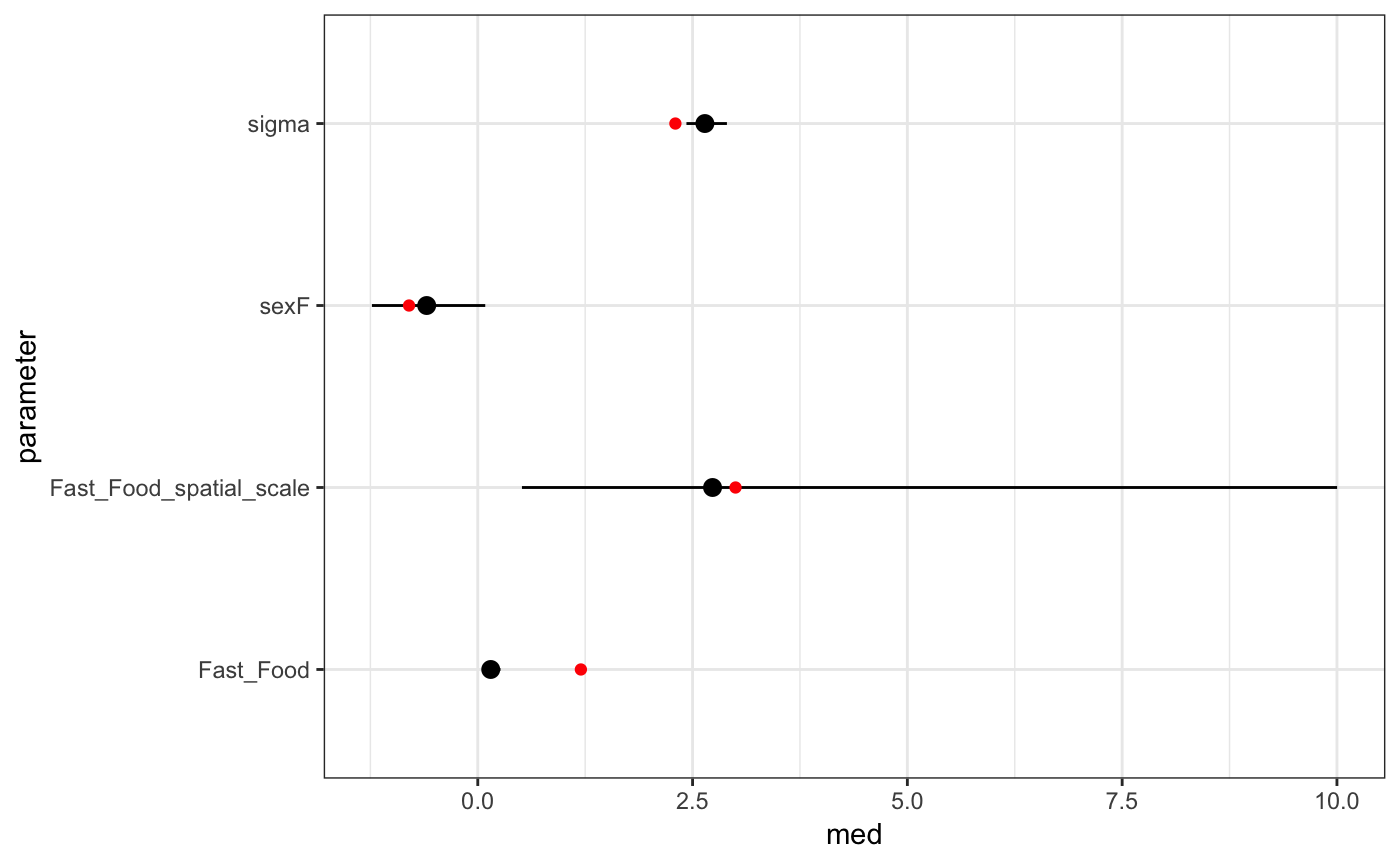 sigma
sexF
Fast_Food_spatial_scale
Fast_Food
parameter
0.0 2.5 5.0 7.5 10.0
med